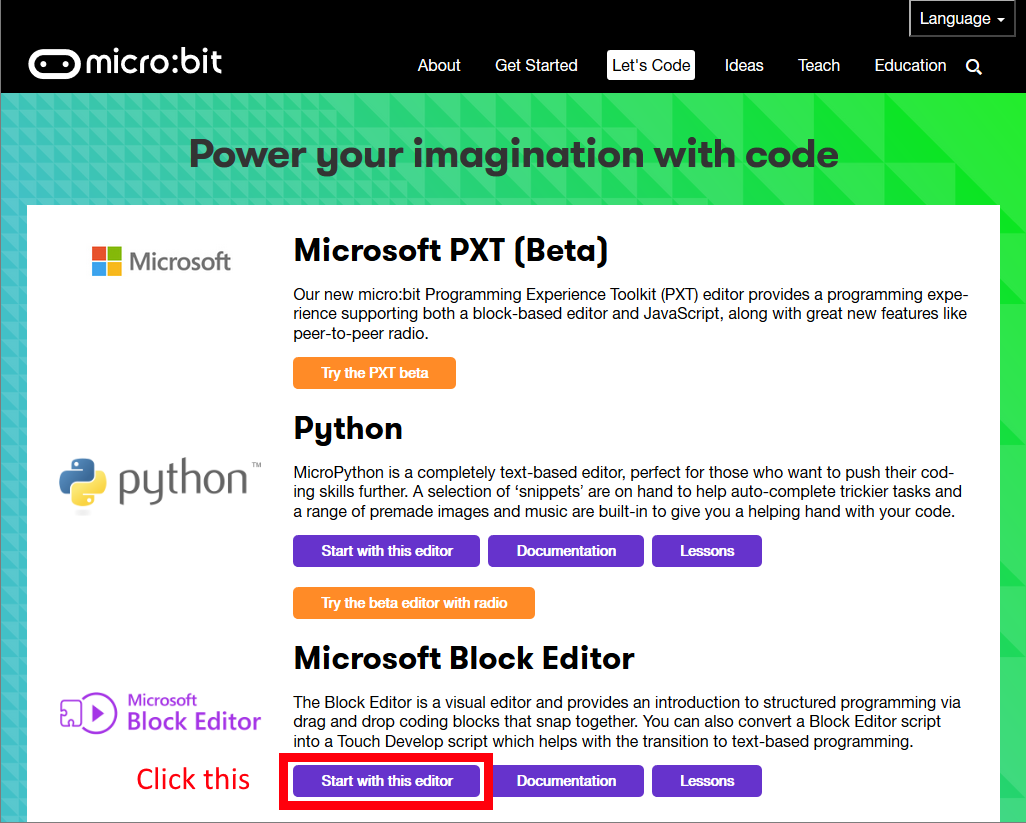 Language
micro:bit
About Get Started Let's Code Ideas Teach Education
Power your imagination with code
Microsoft
Microsoft PXT (Beta)
Our new micro:bit Programming Experience Toolkit (PXT) editor provides a programming expe-
rience supporting both a block-based editor and JavaScript, along with great new features like
peer-to-peer radio.
Try the PXT beta
Python
python™
MicroPython is a completely text-based editor, perfect for those who want to push their cod-
ing skills further. A selection of ‘snippets’ are on hand to help auto-complete trickier tasks and
a range of premade images and music are built-in to give you a helping hand with your code.
Start with this editor Documentation Lessons
Try the beta editor with radio
Microsoft Block Editor
Microsoft
Block Editor
The Block Editor is a visual editor and provides an introduction to structured programming via
drag and drop coding blocks that snap together. You can also convert a Block Editor script
into a Touch Develop script which helps with the transition to text-based programming.
Click this
Start with this editor Documentation Lessons